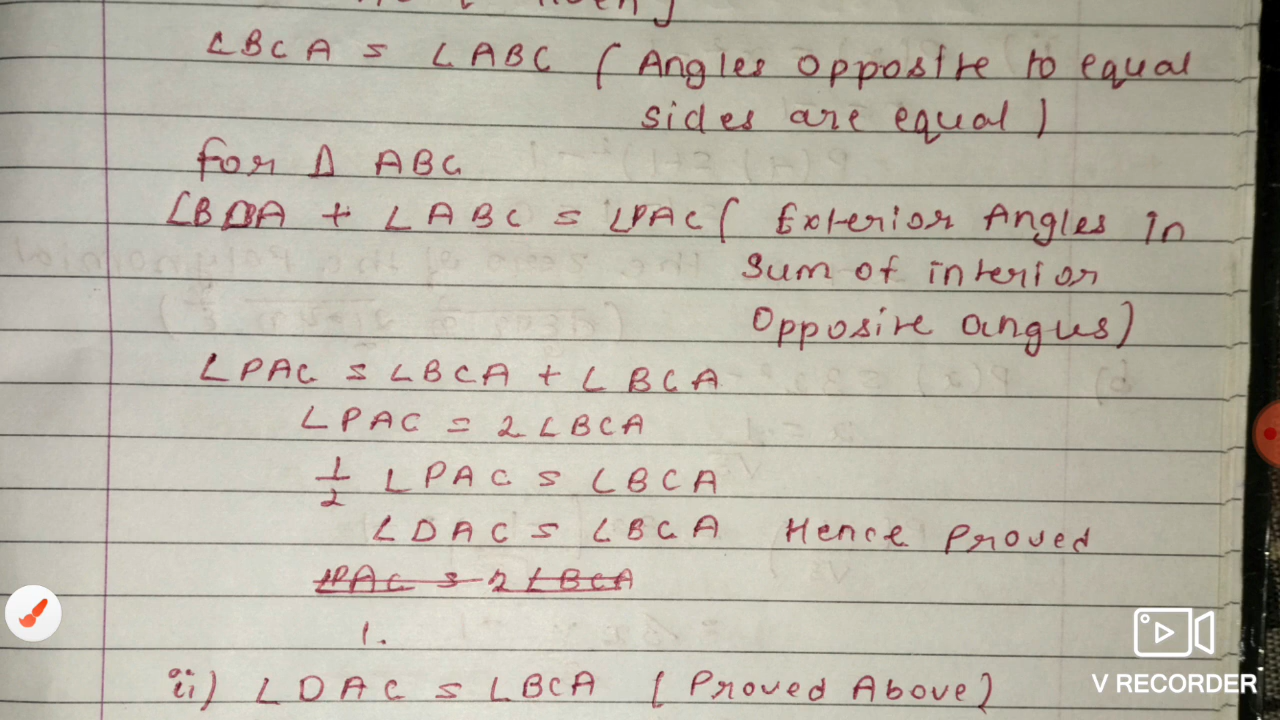 ∠BCA = ∠ABC ( Angles opposite to equal
sides are equal )
for Δ ABC
∠BDA + ∠ABC = ∠PAC ( Exterior Angles in
Sum of interior
Opposite angus )
∠PAC = ∠BCA + ∠BCA
∠PAC = 2∠BCA
1/2 ∠PAC = ∠BCA
∠DAC = ∠BCA Hence Proved
∠PAC = 2∠BCA
1.
ii) ∠DAC = ∠BCA [ Proved Above ]
V RECORDER